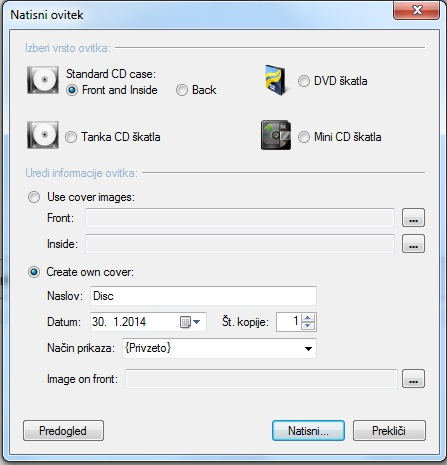 Natisni ovitek
Izberi vrsto ovitka:
Standard CD case:
Front and Inside
Back
DVD škatla
Tanka CD škatla
Mini CD škatla
Uredi informacije ovitka:
Use cover images:
Front:
...
Inside:
...
Create own cover:
Naslov: Disc
Datum: 30. 1.2014 Št. kopije: 1
Način prikaza: {Privzeto}
Image on front: ...
Predogled Natisni... Prekliči